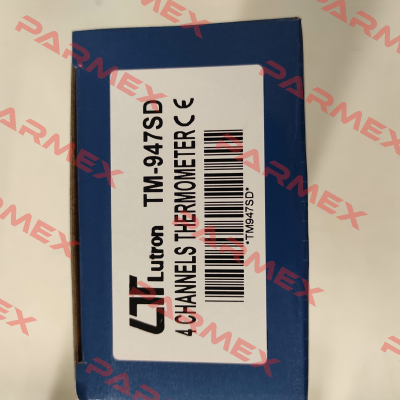 Lutron TM-947SD
4 CHANNELS THERMOMETER CE
*TM947SD*
PARMEX
PARMEX
PARMEX
PARMEX
PARMEX
PARMEX